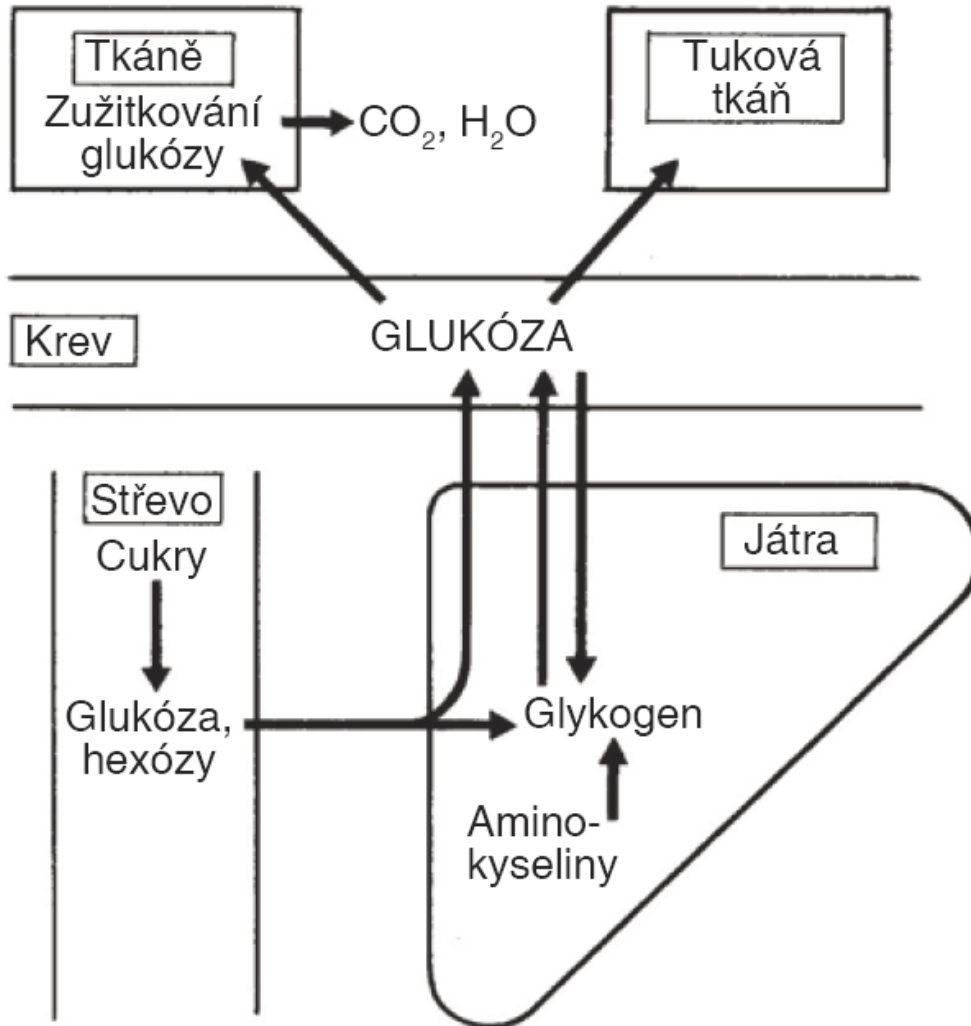 Tkáně
Zužitkování
glukózy
CO₂, H₂O
Tuková
tkáň
Krev
GLUKÓZA
Střevo
Cukry
Glukóza,
hexózy
Játra
Glykogen
Amino-
kyseliny